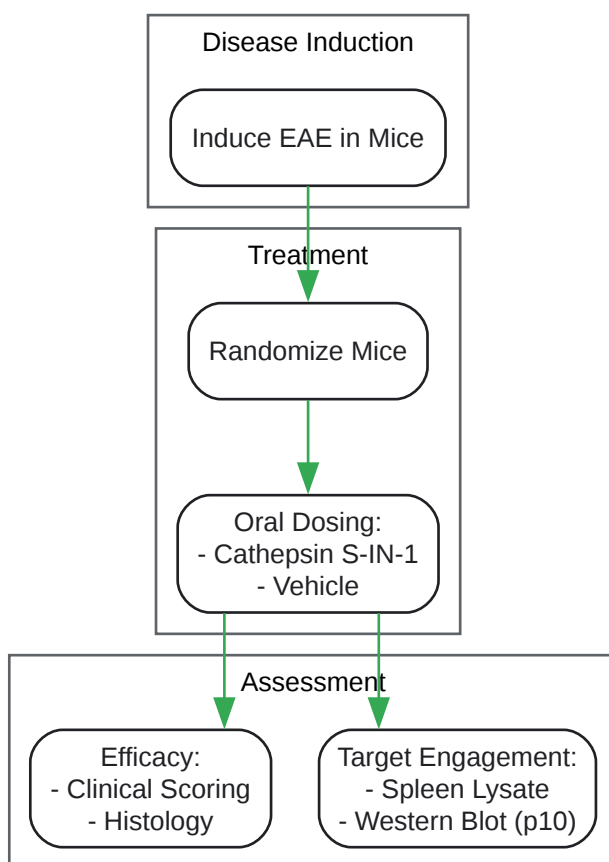 Disease Induction
Induce EAE in Mice
Treatment
Randomize Mice
Oral Dosing:
- Cathepsin S-IN-1
- Vehicle
Assessment
Efficacy:
- Clinical Scoring
- Histology
Target Engagement:
- Spleen Lysate
- Western Blot (p10)